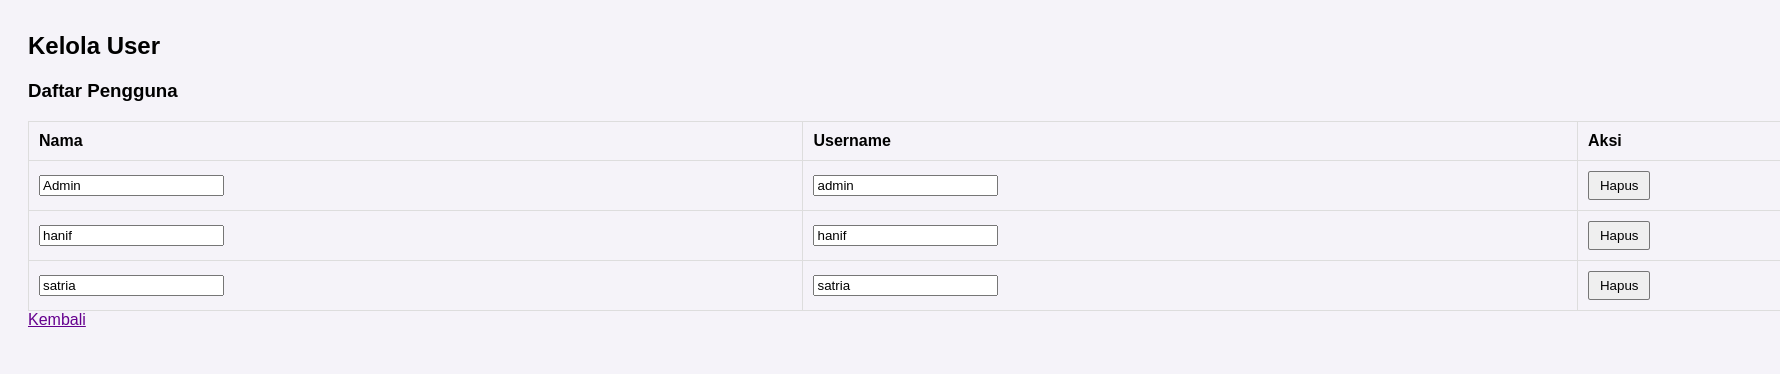 Kelola User
Daftar Pengguna
Nama Username Aksi
Admin admin Hapus
hanif hanif Hapus
satria satria Hapus
Kembali